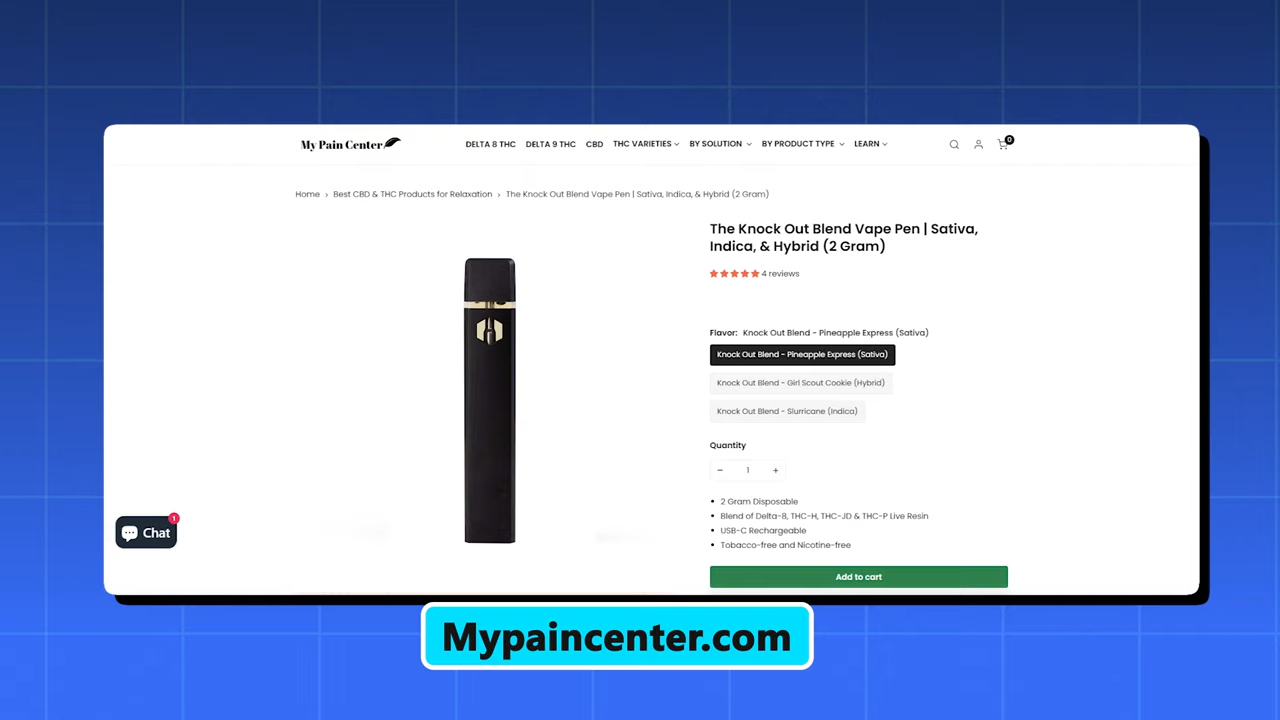 My Pain Center
DELTA 8 THC DELTA 9 THC CBD THC VARIETIES BY SOLUTION BY PRODUCT TYPE LEARN
0
Home > Best CBD & THC Products for Relaxation > The Knock Out Blend Vape Pen | Sativa, Indica, & Hybrid (2 Gram)
The Knock Out Blend Vape Pen | Sativa,
Indica, & Hybrid (2 Gram)
4 reviews
Flavor: Knock Out Blend - Pineapple Express (Sativa)
Knock Out Blend - Pineapple Express (Sativa)
Knock Out Blend - Girl Scout Cookie (Hybrid)
Knock Out Blend - Slurricane (Indica)
Quantity
− 1 +
• 2 Gram Disposable
• Blend of Delta-8, THC-H, THC-JD & THC-P Live Resin
• USB-C Rechargeable
• Tobacco-free and Nicotine-free
Add to cart
Chat
1
Mypaincenter.com